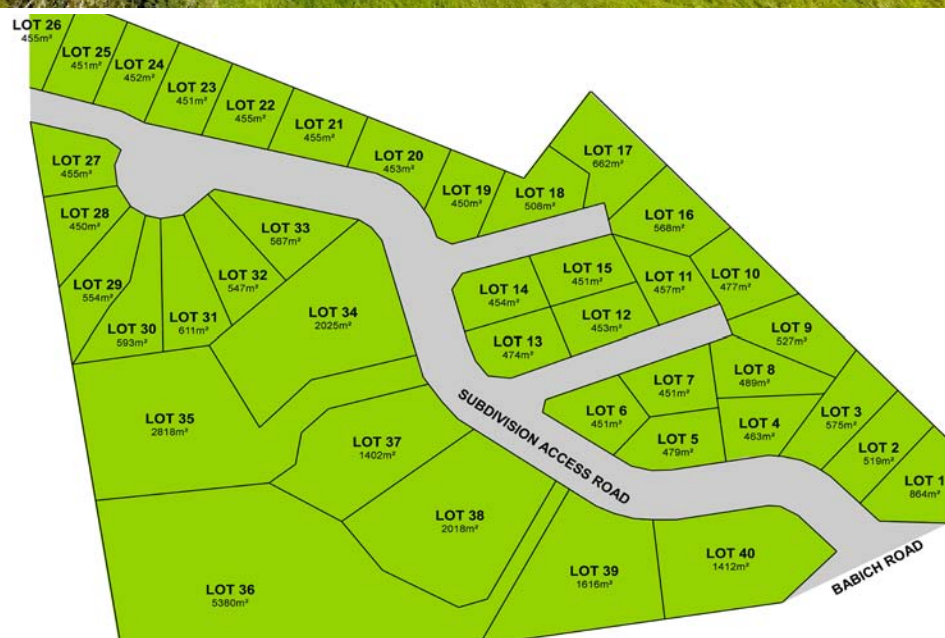 LOT 26
455m²
LOT 25
451m²
LOT 24
452m²
LOT 23
451m²
LOT 22
455m²
LOT 21
455m²
LOT 20
453m²
LOT 19
450m²
LOT 18
508m²
LOT 17
662m²
LOT 16
568m²
LOT 27
455m²
LOT 28
450m²
LOT 29
554m²
LOT 30
593m²
LOT 31
611m²
LOT 32
547m²
LOT 33
567m²
LOT 34
2025m²
LOT 14
454m²
LOT 15
451m²
LOT 11
457m²
LOT 10
477m²
LOT 13
474m²
LOT 12
453m²
LOT 9
527m²
LOT 8
489m²
LOT 7
451m²
LOT 6
451m²
LOT 5
479m²
LOT 4
463m²
LOT 3
575m²
LOT 2
519m²
LOT 1
864m²
LOT 35
2818m²
LOT 37
1402m²
SUBDIVISION ACCESS ROAD
LOT 38
2018m²
LOT 36
5380m²
LOT 39
1616m²
LOT 40
1412m²
BABICH ROAD